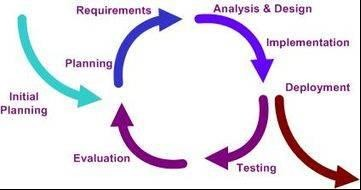 Requirements
Analysis & Design
Implementation
Planning
Deployment
Initial
Planning
Evaluation
Testing